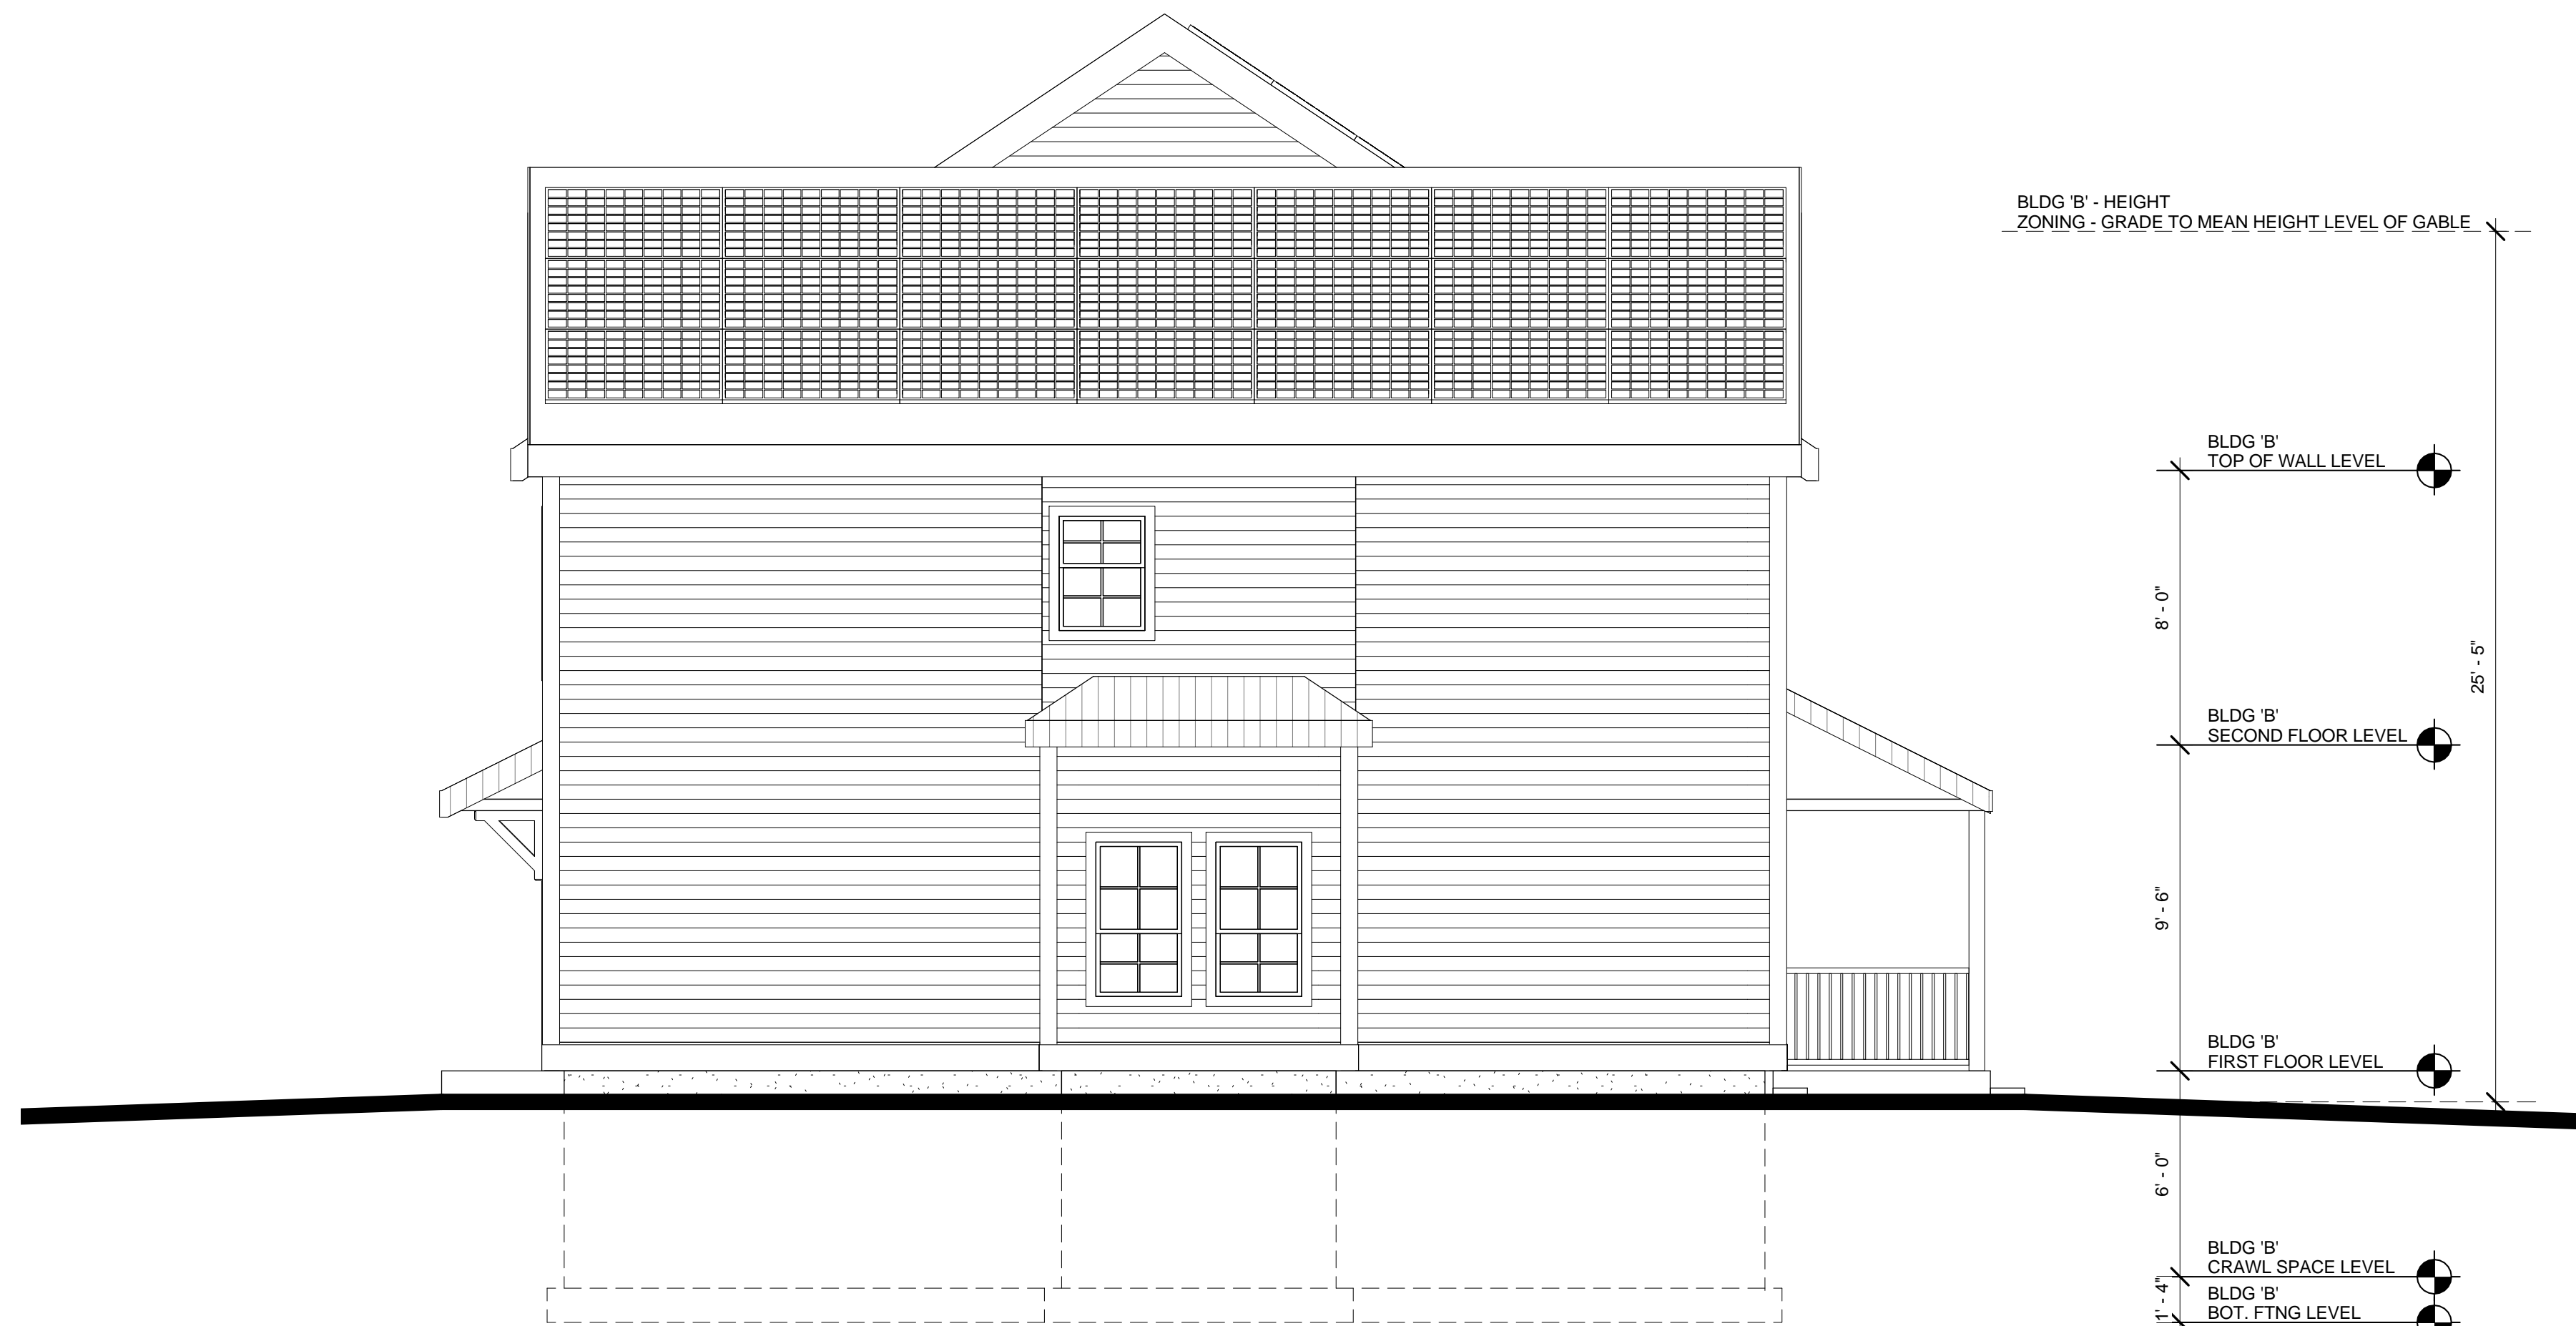 BLDG 'B' - HEIGHT
ZONING - GRADE TO MEAN HEIGHT LEVEL OF GABLE
BLDG 'B'
TOP OF WALL LEVEL
8' - 0"
25' - 5"
BLDG 'B'
SECOND FLOOR LEVEL
9' - 6"
BLDG 'B'
FIRST FLOOR LEVEL
6' - 0"
BLDG 'B'
CRAWL SPACE LEVEL
1' - 4"
BLDG 'B'
BOT. FTNG LEVEL